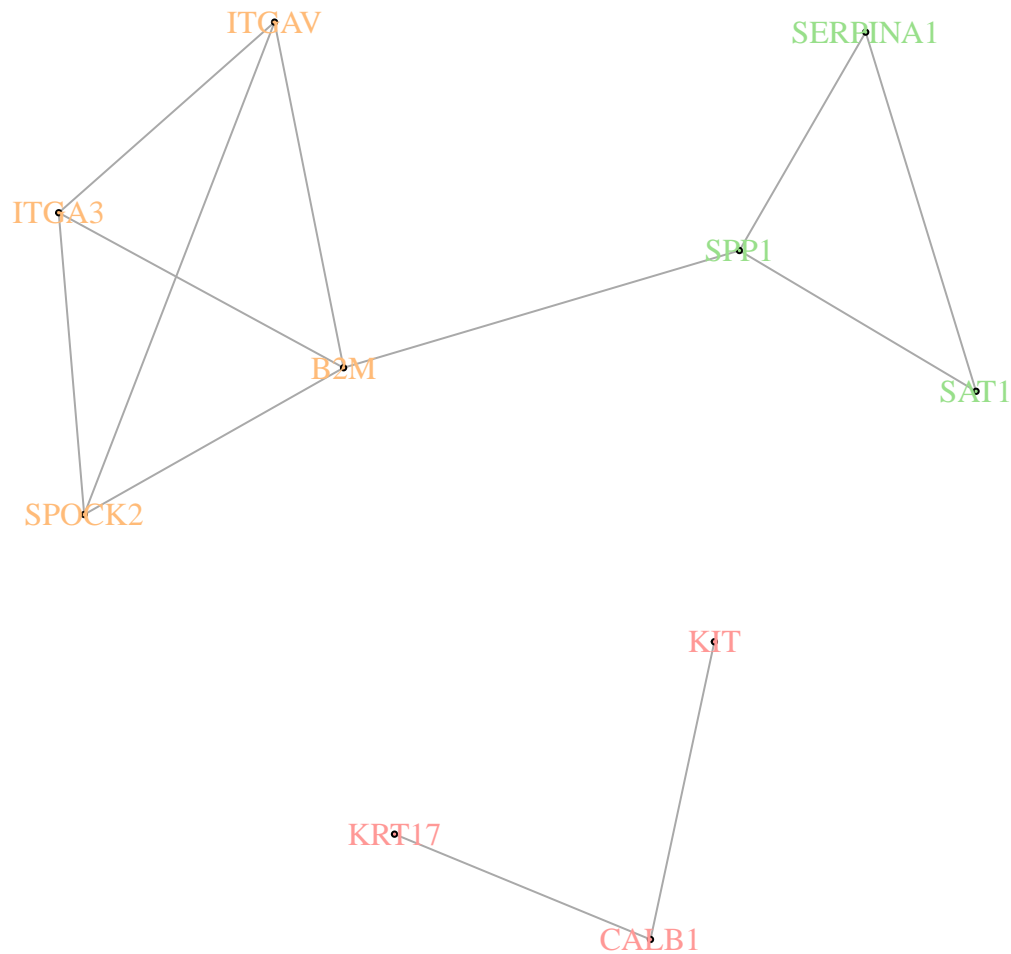 ITGAV
SERPINA1
ITGA3
SPP1
B2M
SAT1
SPOCK2
KIT
KRT17
CALB1